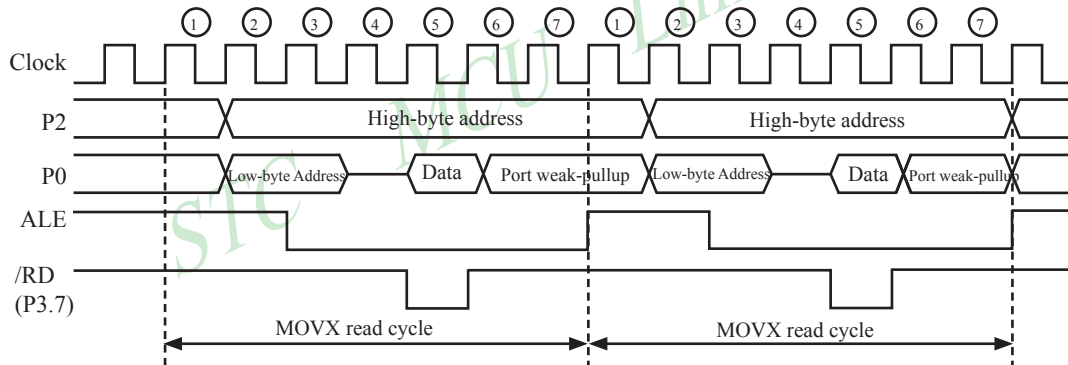 1 2 3 4 5 6 7 1 2 3 4 5 6 7
Clock
P2 High-byte address High-byte address
P0 Low-byte Address Data Port weak-pullup Low-byte Address Data Port weak-pullup
ALE
/RD
(P3.7)
MOVX read cycle MOVX read cycle
STC MCU